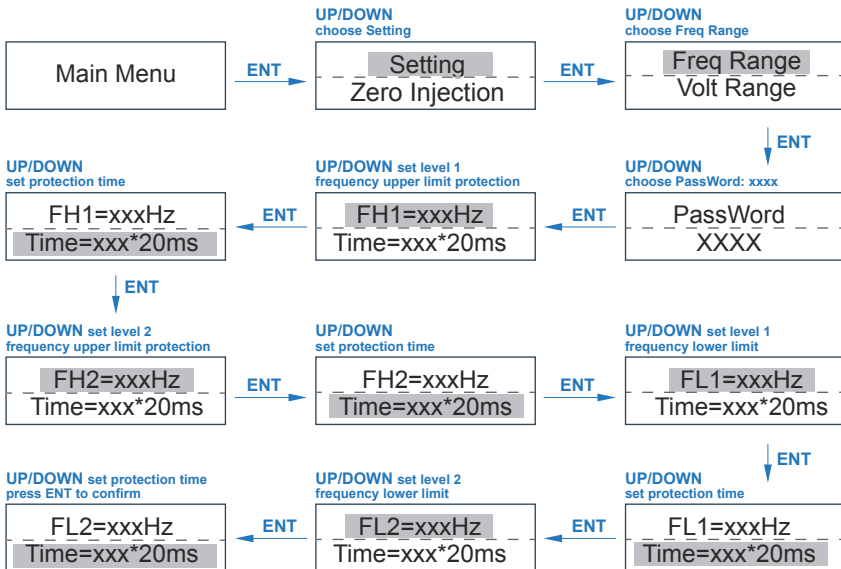 Main Menu
ENT
UP/DOWN
choose Setting
Setting
Zero Injection
ENT
UP/DOWN
choose Freq Range
Freq Range
Volt Range
ENT
UP/DOWN
choose PassWord: xxxx
PassWord
XXXX
ENT
UP/DOWN set level 1
frequency upper limit protection
FH1=xxxHz
Time=xxx*20ms
ENT
UP/DOWN
set protection time
FH1=xxxHz
Time=xxx*20ms
ENT
UP/DOWN set level 2
frequency upper limit protection
FH2=xxxHz
Time=xxx*20ms
ENT
UP/DOWN
set protection time
FH2=xxxHz
Time=xxx*20ms
ENT
UP/DOWN set level 1
frequency lower limit
FL1=xxxHz
Time=xxx*20ms
ENT
UP/DOWN
set protection time
FL1=xxxHz
Time=xxx*20ms
ENT
UP/DOWN set level 2
frequency lower limit
FL2=xxxHz
Time=xxx*20ms
ENT
UP/DOWN set protection time
press ENT to confirm
FL2=xxxHz
Time=xxx*20ms